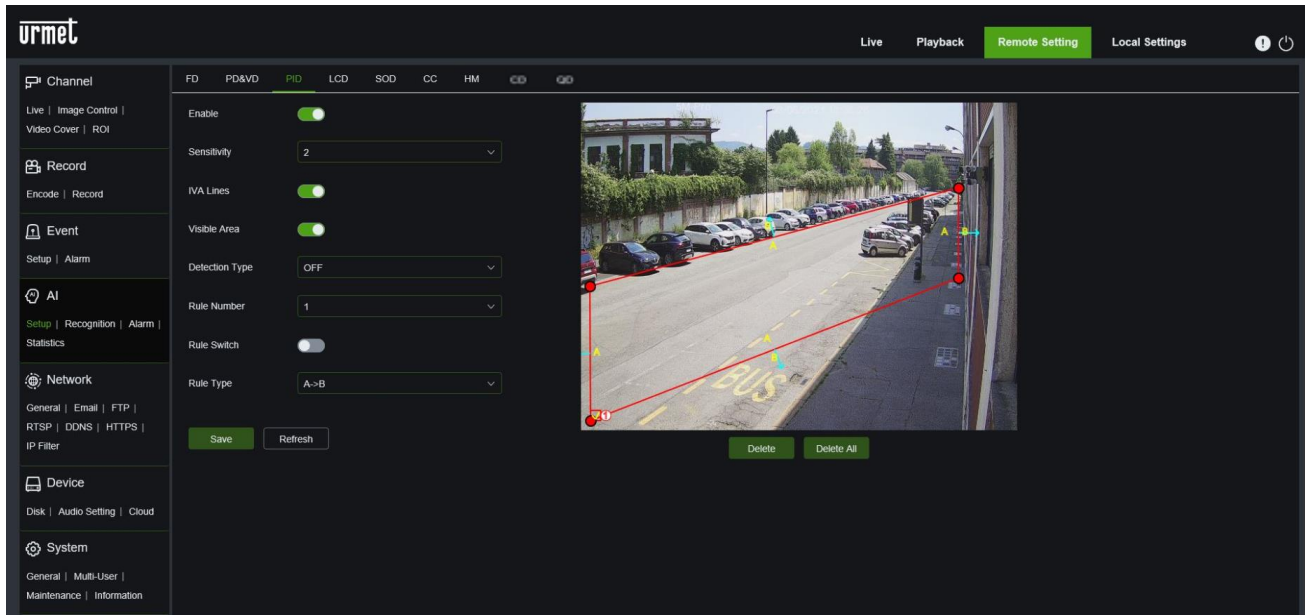 urmet
Live Playback Remote Setting Local Settings
Channel
Live | Image Control |
Video Cover | ROI
Record
Encode | Record
Event
Setup | Alarm
AI
Setup | Recognition | Alarm |
Statistics
Network
General | Email | FTP |
RTSP | DDNS | HTTPS |
IP Filter
Device
Disk | Audio Setting | Cloud
System
General | Multi-User |
Maintenance | Information
FD PD&VD PID LCD SOD CC HM CD QD
Enable
Sensitivity 2
IVA Lines
Visible Area
Detection Type OFF
Rule Number 1
Rule Switch
Rule Type A->B
Save Refresh
A
A B
A
A
B
BUS
1
Delete Delete All